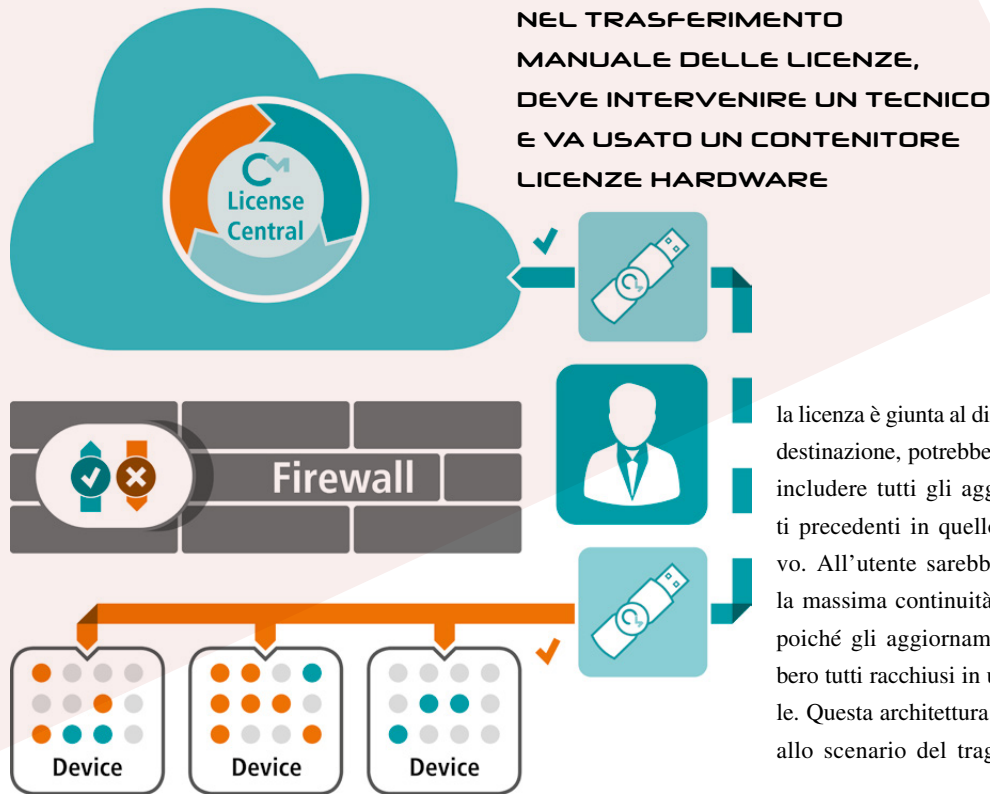 NEL TRASFERIMENTO
MANUALE DELLE LICENZE,
DEVE INTERVENIRE UN TECNICO
E VA USATO UN CONTENITORE
LICENZE HARDWARE
License
Central
Firewall
Device
Device
Device
la licenza è giunta al di
destinazione, potrebbe
includere tutti gli agg
ti precedenti in quello
vo. All'utente sarebb
la massima continuità
poiché gli aggiornam
bero tutti racchiusi in u
le. Questa architettura
allo scenario del trag